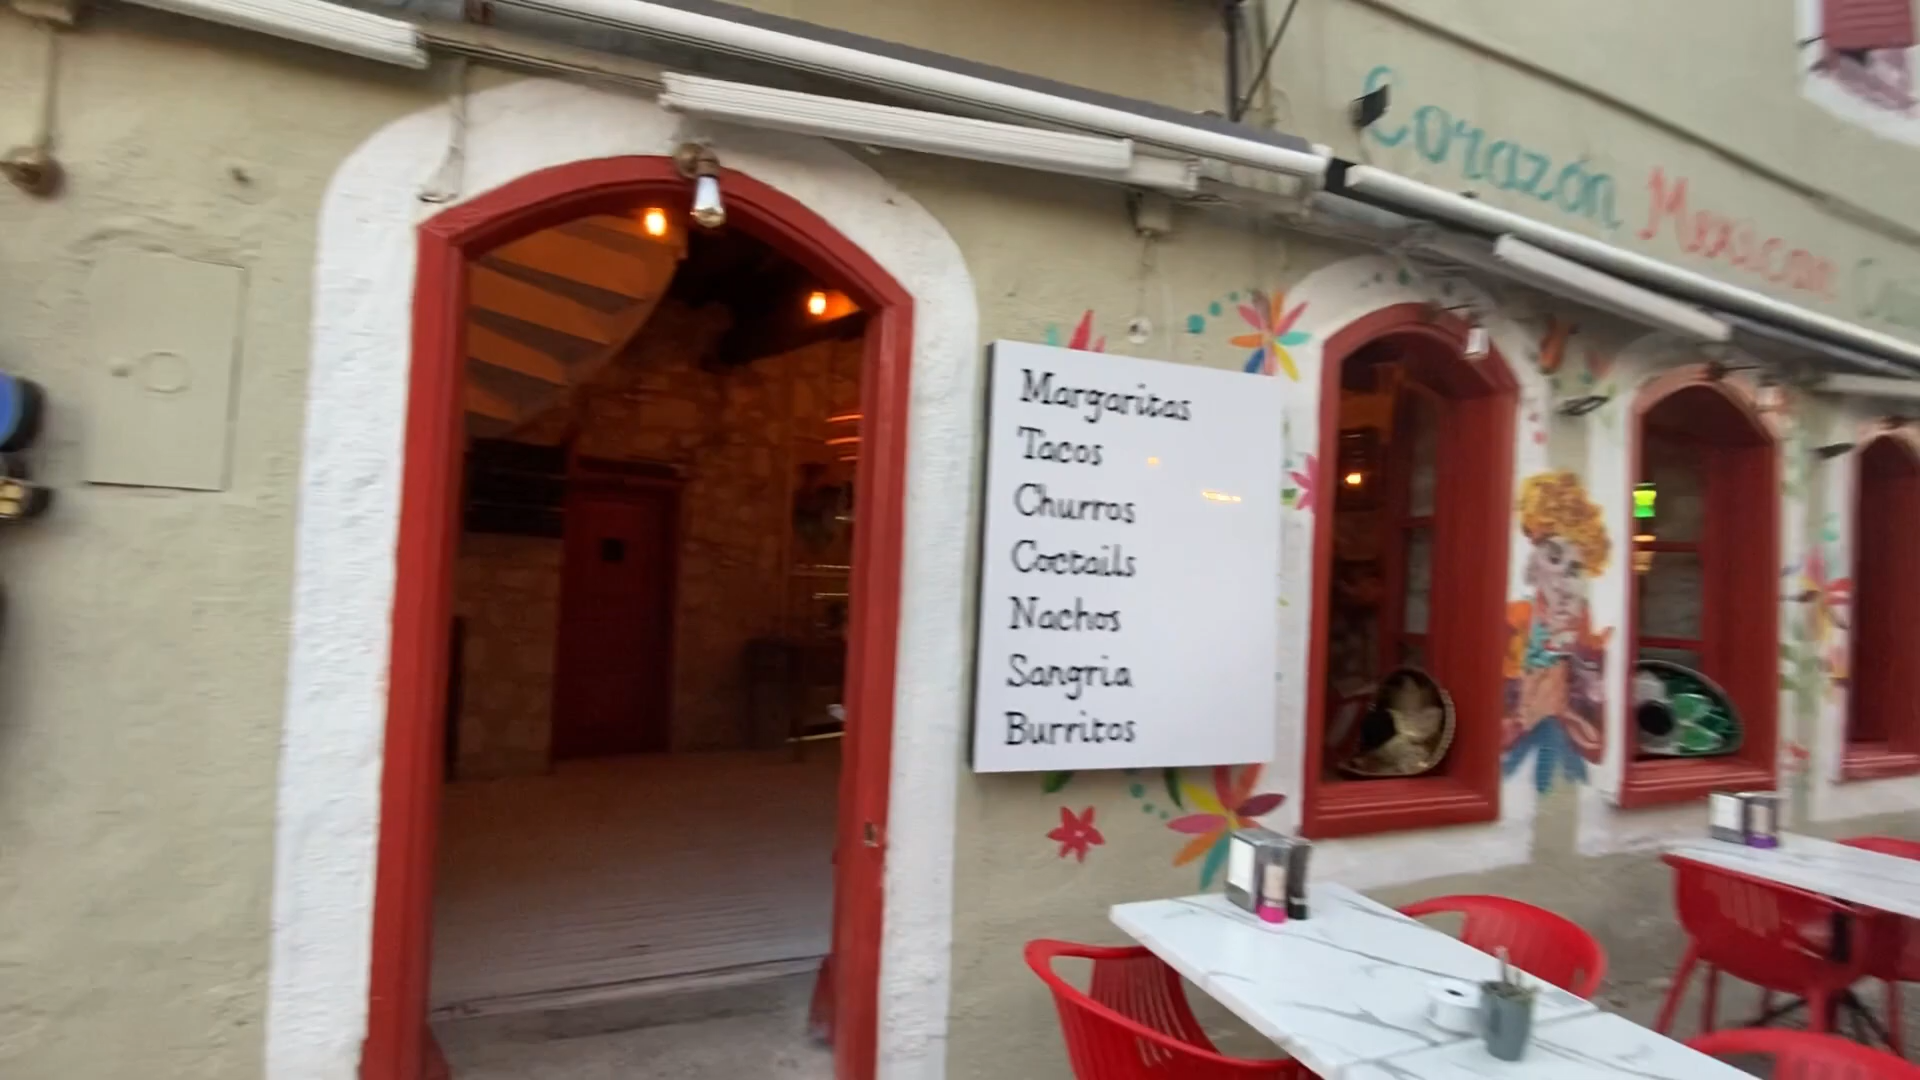 Corazón Mexican
Margaritas
Tacos
Churros
Coctails
Nachos
Sangria
Burritos